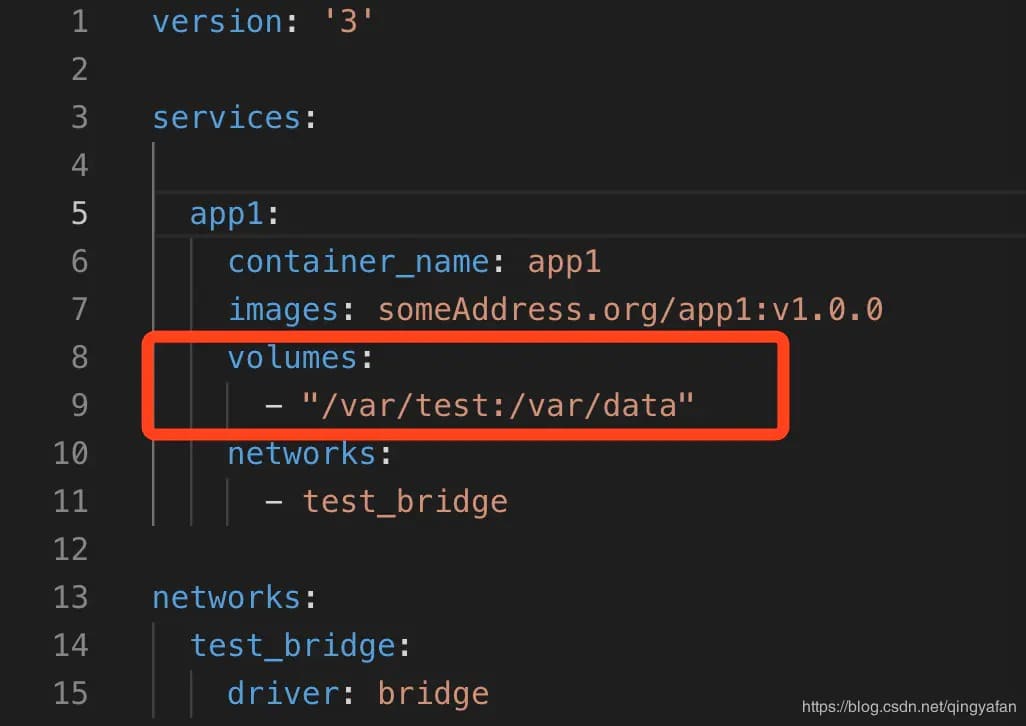 1 version: '3'
2
3 services:
4
5 app1:
6 container_name: app1
7 images: someAddress.org/app1:v1.0.0
8 volumes:
9 - "/var/test:/var/data"
10 networks:
11 - test_bridge
12
13 networks:
14 test_bridge:
15 driver: bridge
https://blog.csdn.net/qingyafan